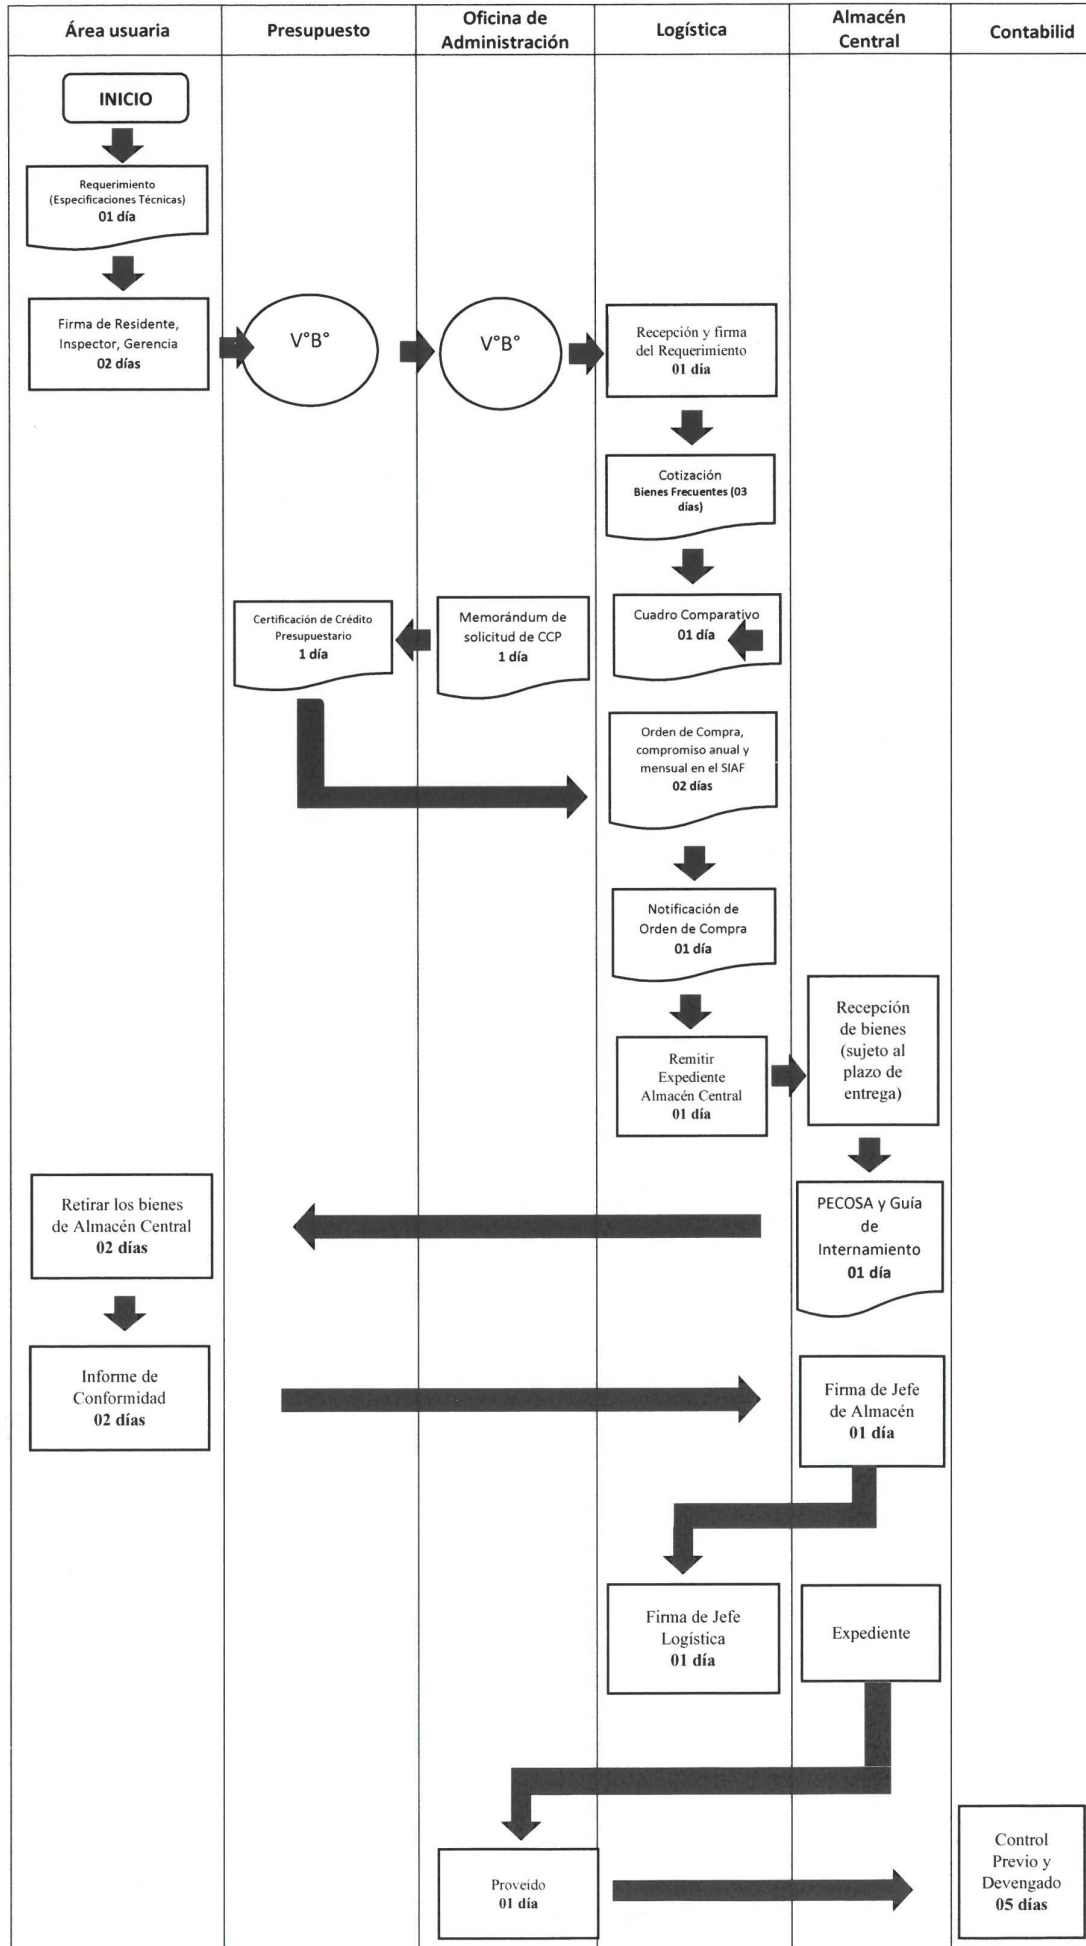 Área usuaria
Presupuesto
Oficina de
Administración
Logística
Almacén
Central
Contabilid
INICIO
Requerimiento
(Especificaciones Técnicas)
01 día
Firma de Residente,
Inspector, Gerencia
02 días
V°B°
V°B°
Recepción y firma
del Requerimiento
01 día
Cotización
Bienes Frecuentes (03
días)
Cuadro Comparativo
01 día
Memorándum de
solicitud de CCP
1 día
Certificación de Crédito
Presupuestario
1 día
Orden de Compra,
compromiso anual y
mensual en el SIAF
02 días
Notificación de
Orden de Compra
01 día
Remitir
Expediente
Almacén Central
01 día
Recepción
de bienes
(sujeto al
plazo de
entrega)
PECOSA y Guía
de
Internamiento
01 día
Retirar los bienes
de Almacén Central
02 días
Informe de
Conformidad
02 días
Firma de Jefe
de Almacén
01 día
Firma de Jefe
Logística
01 día
Expediente
Proveído
01 día
Control
Previo y
Devengado
05 días